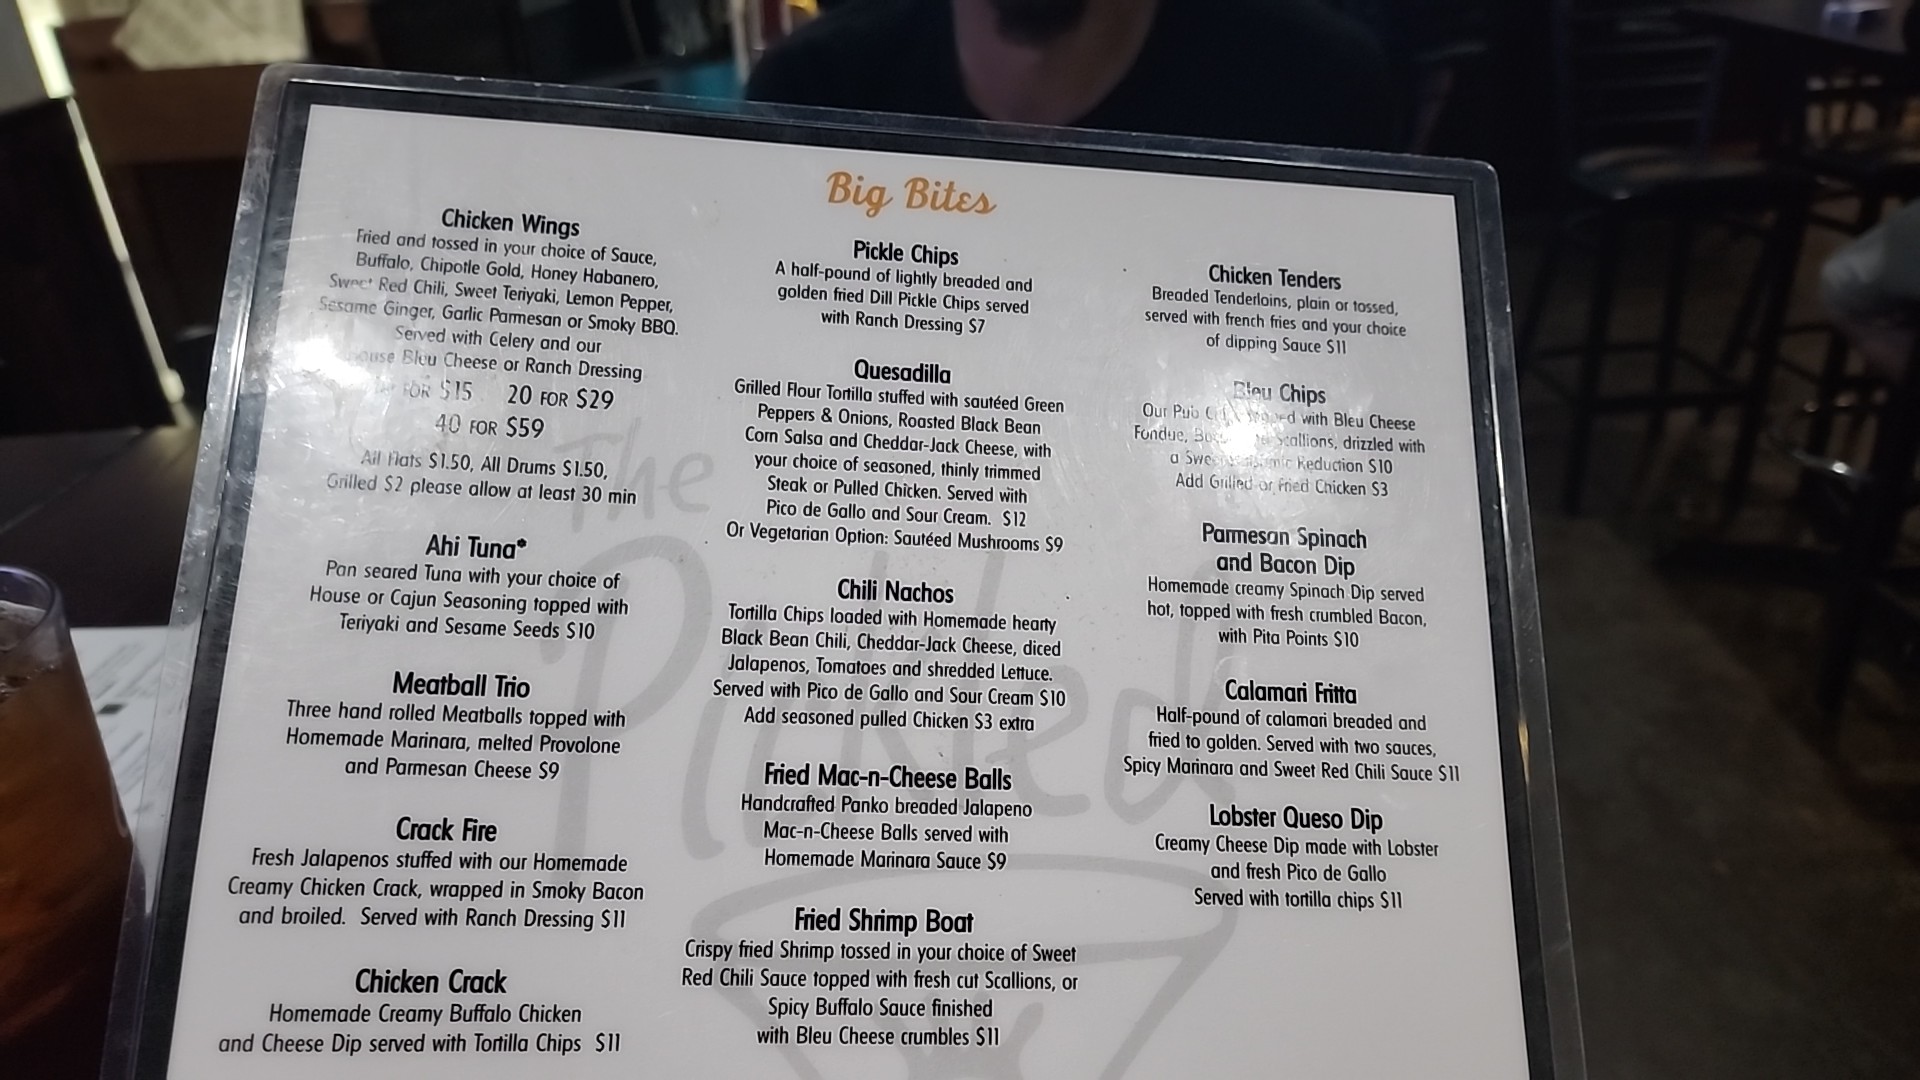 Big Bites
Chicken Wings
Fried and tossed in your choice of Sauce,
Buffalo, Chipotle Gold, Honey Habanero,
Sweet Red Chili, Sweet Teriyaki, Lemon Pepper,
Sesame Ginger, Garlic Parmesan or Smoky BBQ.
Served with Celery and our
house Bleu Cheese or Ranch Dressing
FOR $15 20 FOR $29
40 FOR $59
All Flats $1.50, All Drums $1.50,
Grilled $2 please allow at least 30 min
Ahi Tuna*
Pan seared Tuna with your choice of
House or Cajun Seasoning topped with
Teriyaki and Sesame Seeds $10
Meatball Trio
Three hand rolled Meatballs topped with
Homemade Marinara, melted Provolone
and Parmesan Cheese $9
Crack Fire
Fresh Jalapenos stuffed with our Homemade
Creamy Chicken Crack, wrapped in Smoky Bacon
and broiled. Served with Ranch Dressing $11
Chicken Crack
Homemade Creamy Buffalo Chicken
and Cheese Dip served with Tortilla Chips $11
Pickle Chips
A half-pound of lightly breaded and
golden fried Dill Pickle Chips served
with Ranch Dressing $7
Quesadilla
Grilled Flour Tortilla stuffed with sautéed Green
Peppers & Onions, Roasted Black Bean
Corn Salsa and Cheddar-Jack Cheese, with
your choice of seasoned, thinly trimmed
Steak or Pulled Chicken. Served with
Pico de Gallo and Sour Cream. $12
Or Vegetarian Option: Sautéed Mushrooms $9
Chili Nachos
Tortilla Chips loaded with Homemade hearty
Black Bean Chili, Cheddar-Jack Cheese, diced
Jalapenos, Tomatoes and shredded Lettuce.
Served with Pico de Gallo and Sour Cream $10
Add seasoned pulled Chicken $3 extra
Fried Mac-n-Cheese Balls
Handcrafted Panko breaded Jalapeno
Mac-n-Cheese Balls served with
Homemade Marinara Sauce $9
Fried Shrimp Boat
Crispy fried Shrimp tossed in your choice of Sweet
Red Chili Sauce topped with fresh cut Scallions, or
Spicy Buffalo Sauce finished
with Bleu Cheese crumbles $11
Chicken Tenders
Breaded Tenderloins, plain or tossed,
served with french fries and your choice
of dipping Sauce $11
Bleu Chips
Our Pub with Bleu Cheese
Fondue, Scallions, drizzled with
a Reduction $10
Add Grilled or fried Chicken $3
Parmesan Spinach
and Bacon Dip
Homemade creamy Spinach Dip served
hot, topped with fresh crumbled Bacon,
with Pita Points $10
Calamari Fritta
Half-pound of calamari breaded and
fried to golden. Served with two sauces,
Spicy Marinara and Sweet Red Chili Sauce $11
Lobster Queso Dip
Creamy Cheese Dip made with Lobster
and fresh Pico de Gallo
Served with tortilla chips $11
The
Pickled